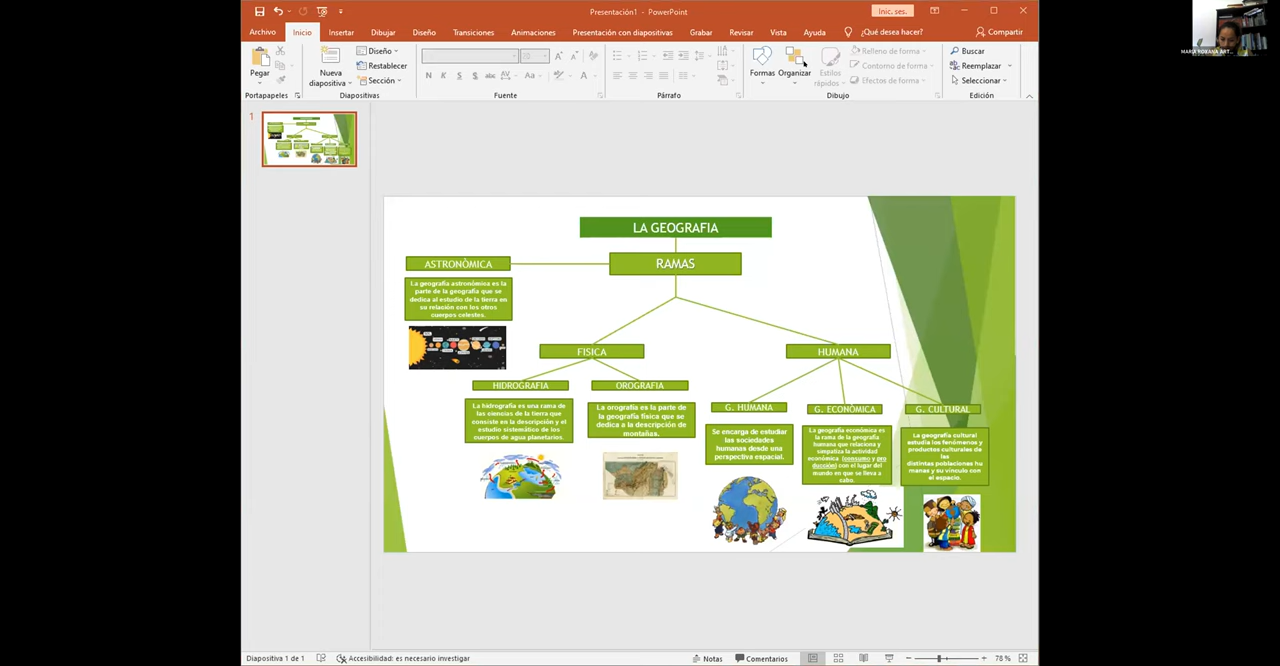 Presentación1 - PowerPoint
Inic. ses.
Archivo
Inicio
Insertar
Dibujar
Diseño
Transiciones
Animaciones
Presentación con diapositivas
Grabar
Revisar
Vista
Ayuda
¿Qué desea hacer?
Compartir
Pegar
Nueva
diapositiva
Diseño
Restablecer
Sección
N K S S abc AV Aa A
Formas
Organizar
Estilos
rápidos
Relleno de forma
Contorno de forma
Efectos de forma
Buscar
Reemplazar
Seleccionar
Portapapeles
Diapositivas
Fuente
Párrafo
Dibujo
Edición
1
LA GEOGRAFIA
RAMAS
ASTRONÒMICA
La geografía astronómica es la
parte de la geografía que se
dedica al estudio de la tierra en
su relación con los otros
cuerpos celestes.
FISICA
HUMANA
HIDROGRAFIA
OROGRAFIA
La hidrografía es una rama de
las ciencias de la tierra que
consiste en la descripción y el
estudio sistemático de los
cuerpos de agua planetarios.
La orografía es la parte de
la geografía física que se
dedica a la descripción de
montañas.
G. HUMANA
G. ECONÒMICA
G. CULTURAL
Se encarga de estudiar
las sociedades
humanas desde una
perspectiva espacial.
La geografía económica es
la rama de la geografía
humana que relaciona y
simpatiza la actividad
económica (consumo y pro
ducción) con el lugar del
mundo en que se lleva a
cabo.
La geografía cultural
estudia los fenómenos y
productos culturales de
las
distintas poblaciones hu
manas y su vínculo con
el espacio.
Diapositiva 1 de 1
Accesibilidad: es necesario investigar
Notas
Comentarios
78 %